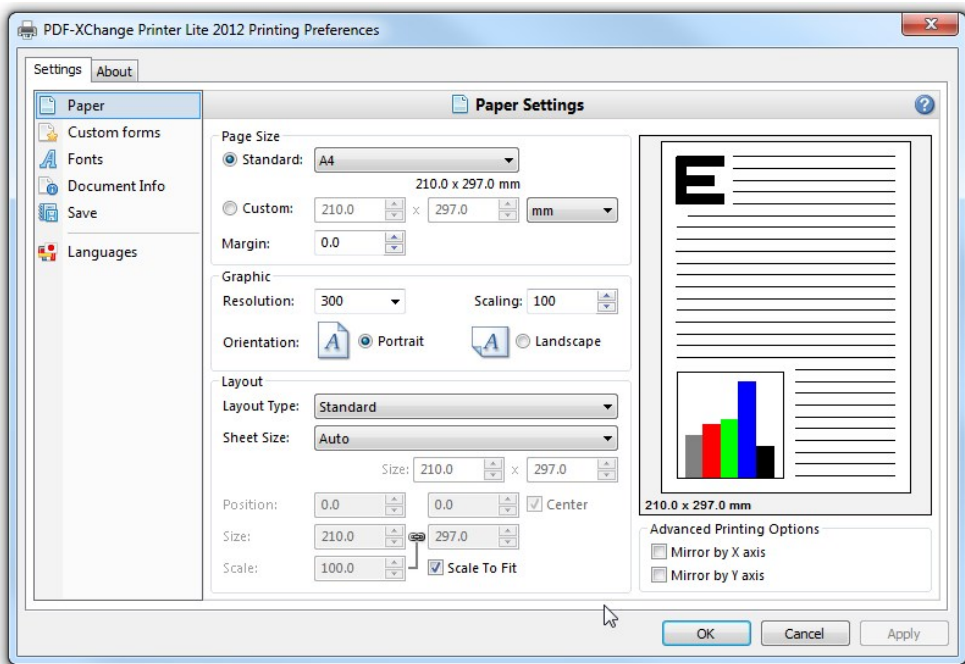 PDF-XChange Printer Lite 2012 Printing Preferences
Settings About
Paper
Custom forms
Fonts
Document Info
Save
Languages
Paper Settings
Page Size
Standard: A4
210.0 x 297.0 mm
Custom: 210.0 x 297.0 mm
Margin: 0.0
Graphic
Resolution: 300 Scaling: 100
Orientation: A Portrait A Landscape
Layout
Layout Type: Standard
Sheet Size: Auto
Size: 210.0 x 297.0
Position: 0.0 0.0 Center
Size: 210.0 297.0
Scale: 100.0 Scale To Fit
E
210.0 x 297.0 mm
Advanced Printing Options
Mirror by X axis
Mirror by Y axis
OK Cancel Apply